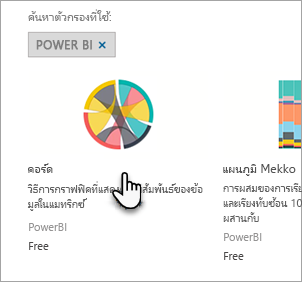 ค้นหาตัวกรองที่ใช้:
POWER BI ×
คอร์ด
วิธีการกราฟฟิคที่แสดง สัมพันธ์ของข้อ
มูลในแมทริกซ์
PowerBI
Free
แผนภูมิ Mekko
การผสมของการเรีย
และเรียงทับซ้อน 10
ผสานกับ
PowerBI
Free